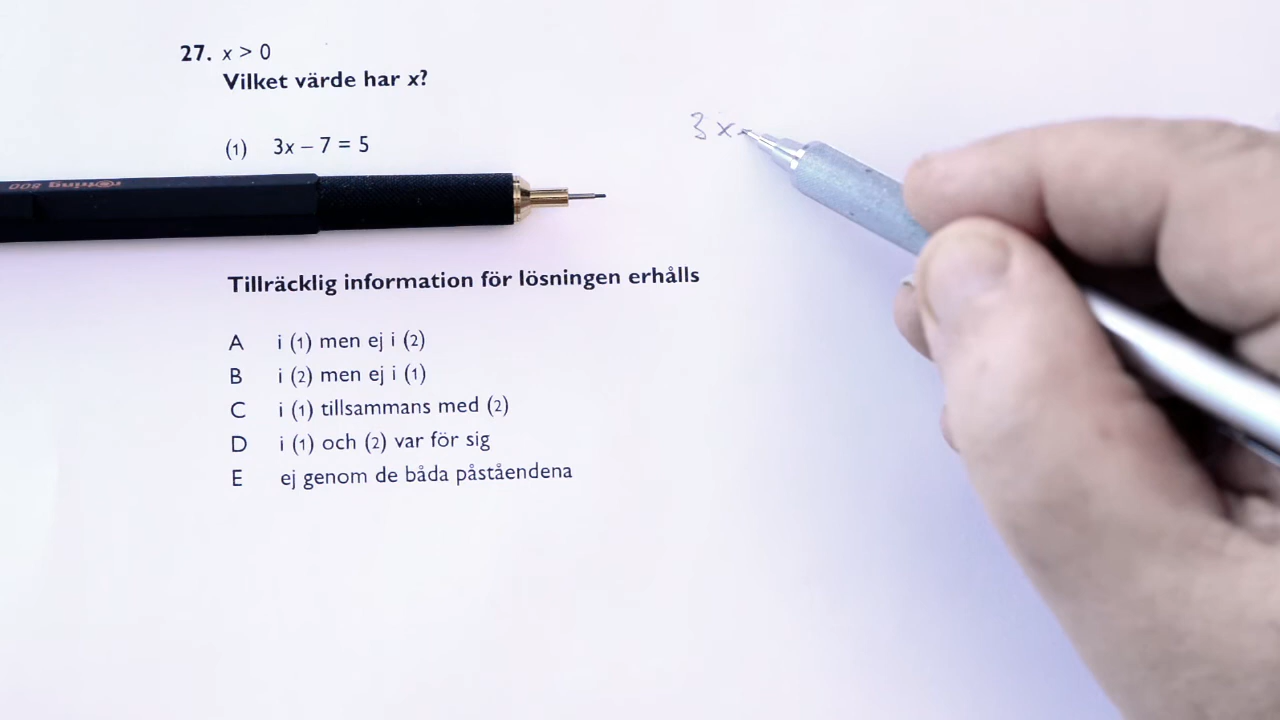 27. x > 0
Vilket värde har x?
(1) 3x – 7 = 5
3x-
rotring 800
Tillräcklig information för lösningen erhålls
A i (1) men ej i (2)
B i (2) men ej i (1)
C i (1) tillsammans med (2)
D i (1) och (2) var för sig
E ej genom de båda påståendena